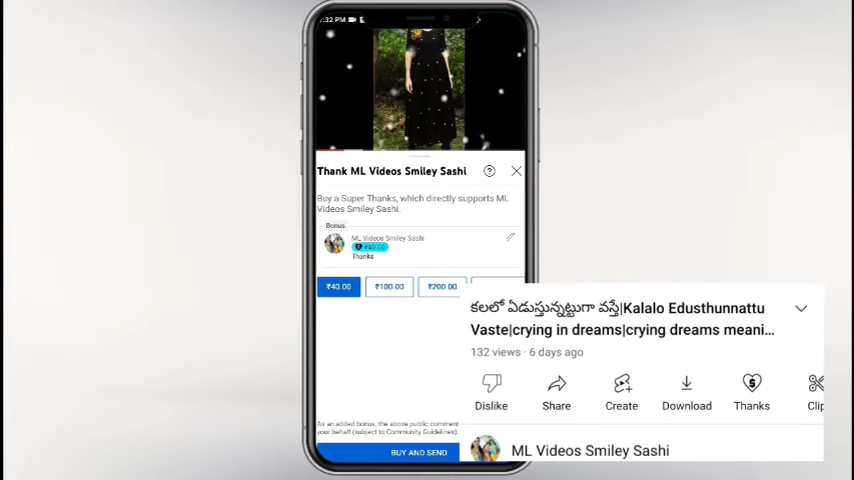 :32 PM
Thank ML Videos Smiley Sashi
Buy a Super Thanks, which directly supports ML
Videos Smiley Sashi.
Bonus
ML Videos Smiley Sashi
₹40.00
Thanks
₹40.00 ₹100.00 ₹200.00
కలలో ఏడుస్తున్నట్టుగా వస్తే|Kalalo Edusthunnattu
Vaste|crying in dreams|crying dreams meani...
132 views · 6 days ago
Dislike Share Create Download Thanks Clip
ML Videos Smiley Sashi
As an added bonus, the above public comment
your behalf (subject to Community Guidelines).
BUY AND SEND